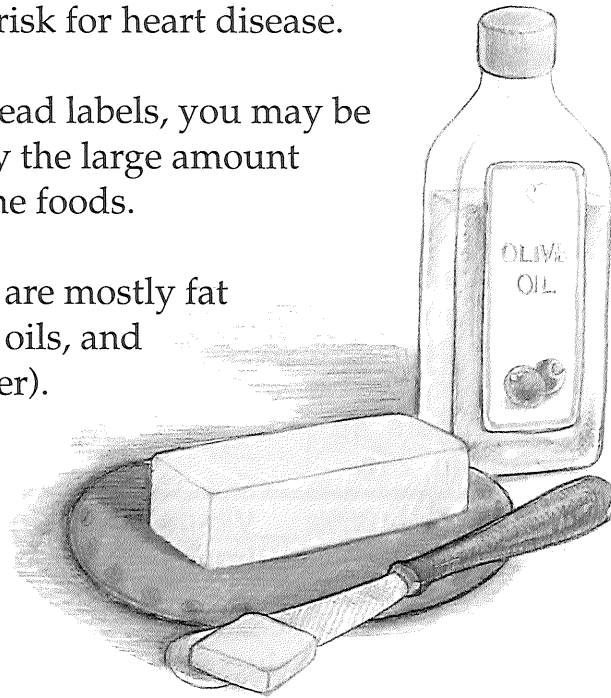 risk for heart disease.
ead labels, you may be
y the large amount
ne foods.
are mostly fat
oils, and
er).
OLIVE
OIL